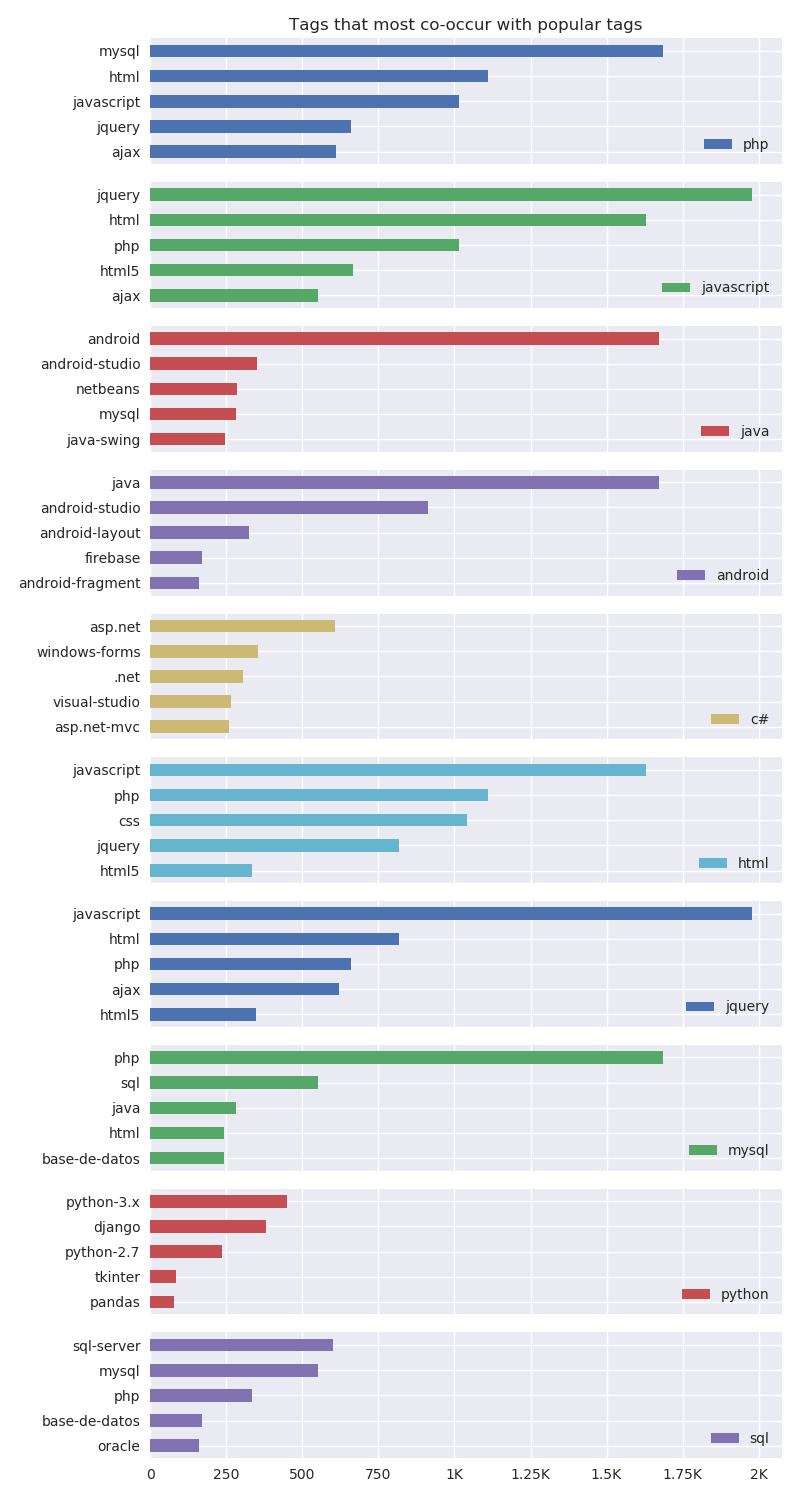 Tags that most co-occur with popular tags
mysql
html
javascript
jquery
ajax
php
jquery
html
php
html5
ajax
javascript
android
android-studio
netbeans
mysql
java-swing
java
java
android-studio
android-layout
firebase
android-fragment
android
asp.net
windows-forms
.net
visual-studio
asp.net-mvc
c#
javascript
php
css
jquery
html5
html
javascript
html
php
ajax
html5
jquery
php
sql
java
html
base-de-datos
mysql
python-3.x
django
python-2.7
tkinter
pandas
python
sql-server
mysql
php
base-de-datos
oracle
sql
0 250 500 750 1K 1.25K 1.5K 1.75K 2K